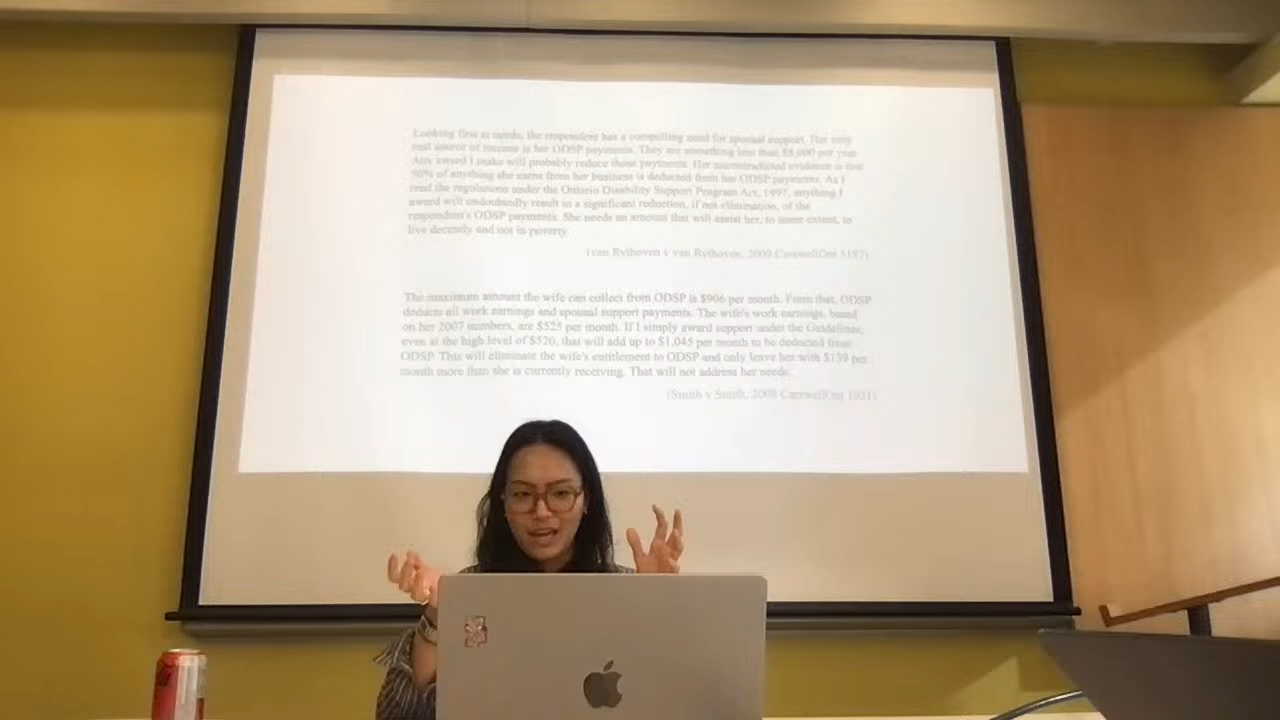 Looking first at needs, the respondent has a compelling need for spousal support. Her only
real source of income is her ODSP payments. They are something less than $8,000 per year.
Any award I make will probably reduce those payments. Her uncontradicted evidence is that
50% of anything she earns from her business is deducted from her ODSP payments. As I
read the regulations under the Ontario Disability Support Program Act, 1997, anything I
award will undoubtedly result in a significant reduction, if not elimination, of the
respondent's ODSP payments. She needs an amount that will assist her, to some extent, to
live decently and not in poverty.
(van Rythoven v van Rythoven, 2009 CarswellOnt
The maximum amount the wife can collect from ODSP is $906 per month. From that, ODSP
deducts all work earnings and spousal support payments. The wife's work earnings, based
on her 2007 numbers, are $525 per month. If I simply award support under the Guidelines,
even at the high level of $520, that will add up to $1,045 per month to be deducted from
ODSP. This will eliminate the wife's entitlement to ODSP and only leave her with $139 per
month more than she is currently receiving. That will not address her needs.
(Smith v Smith, 2008 CarswellOnt